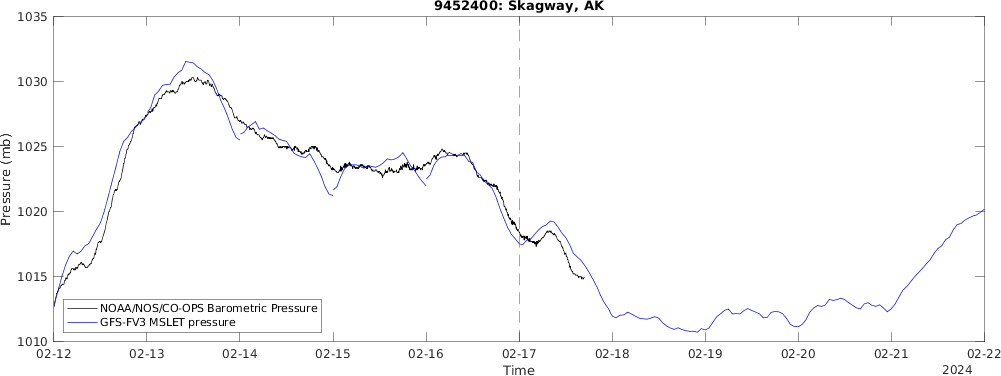 9452400: Skagway, AK
Pressure (mb)
1035
1030
1025
1020
1015
1010
NOAA/NOS/CO-OPS Barometric Pressure
GFS-FV3 MSLET pressure
02-12 02-13 02-14 02-15 02-16 02-17 02-18 02-19 02-20 02-21 02-22
Time
2024